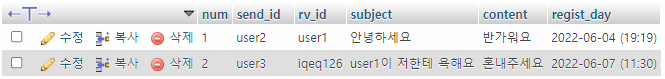 num send_id rv_id subject content regist_day
수정 복사 삭제 1 user2 user1 안녕하세요 반가워요 2022-06-04 (19:19)
수정 복사 삭제 2 user3 iqeq126 user1이 저한테 욕해요 혼내주세요 2022-06-07 (11:30)